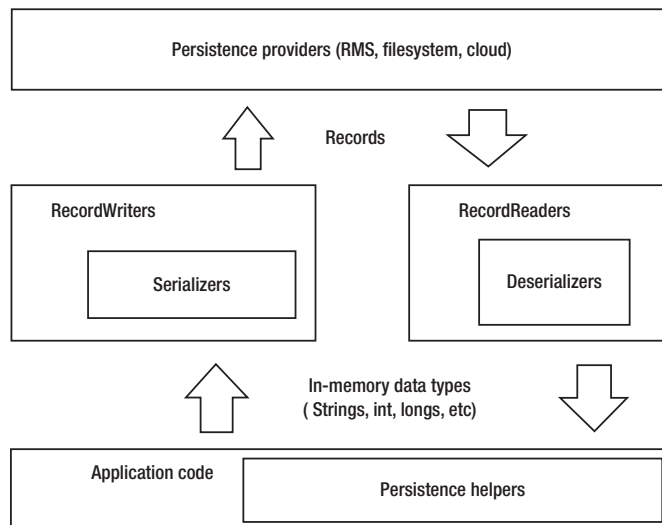 Persistence providers (RMS, filesystem, cloud)
Records
RecordWriters
RecordReaders
Serializers
Deserializers
In-memory data types
( Strings, int, longs, etc)
Application code
Persistence helpers